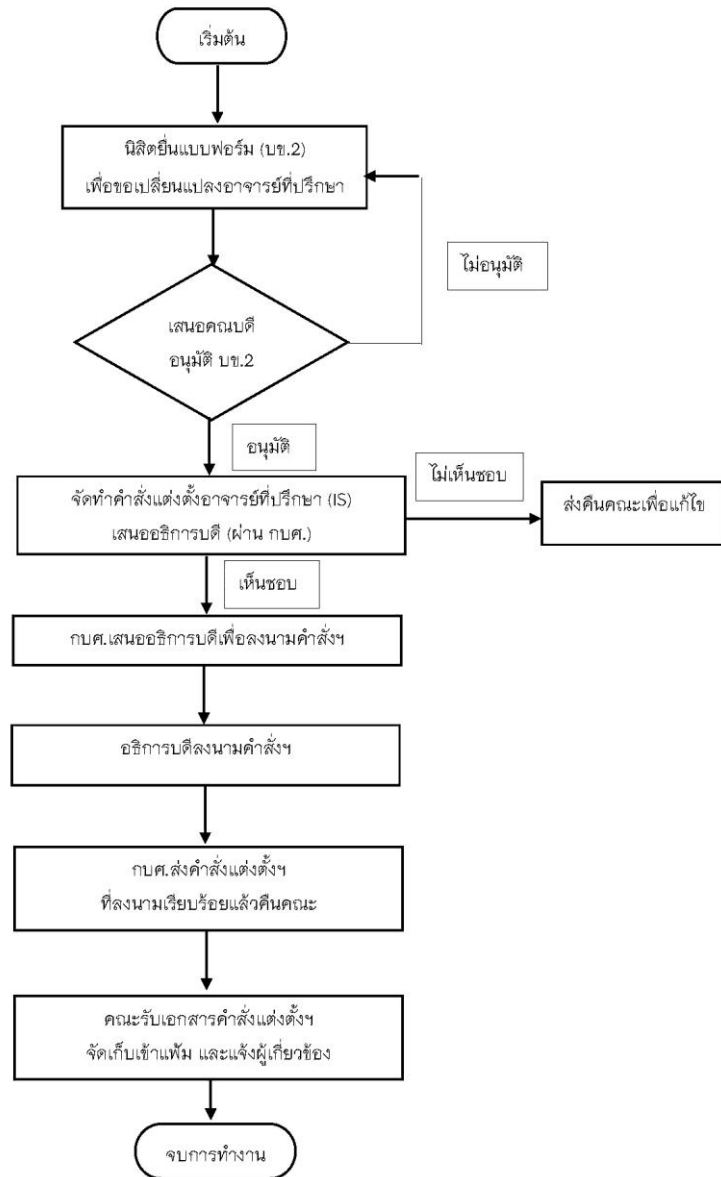 เริ่มต้น
นิสิตยื่นแบบฟอร์ม (บข.2)
เพื่อขอเปลี่ยนแปลงอาจารย์ที่ปรึกษา
ไม่อนุมัติ
เสนอคณบดี
อนุมัติ บข.2
อนุมัติ
ไม่เห็นชอบ
จัดทำคำสั่งแต่งตั้งอาจารย์ที่ปรึกษา (IS)
เสนออธิการบดี (ผ่าน กบศ.)
ส่งคืนคณะเพื่อแก้ไข
เห็นชอบ
กบศ.เสนออธิการบดีเพื่อลงนามคำสั่งฯ
อธิการบดีลงนามคำสั่งฯ
กบศ.ส่งคำสั่งแต่งตั้งฯ
ที่ลงนามเรียบร้อยแล้วคืนคณะ
คณะรับเอกสารคำสั่งแต่งตั้งฯ
จัดเก็บเข้าแฟ้ม และแจ้งผู้เกี่ยวข้อง
จบการทำงาน